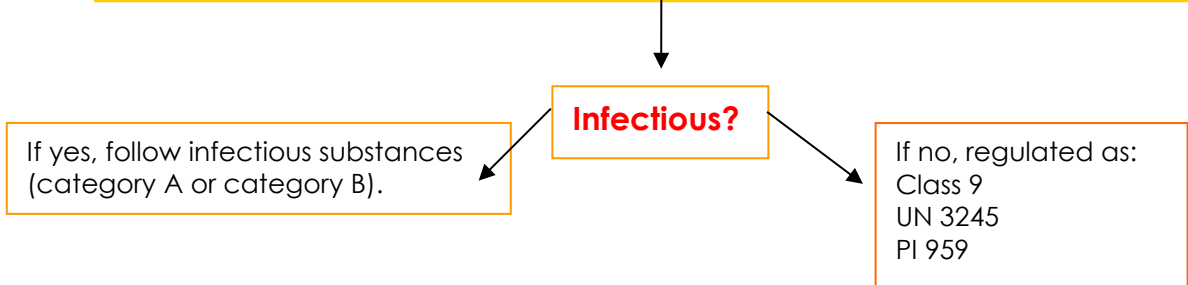 Infectious?
If yes, follow infectious substances
(category A or category B).
If no, regulated as:
Class 9
UN 3245
PI 959